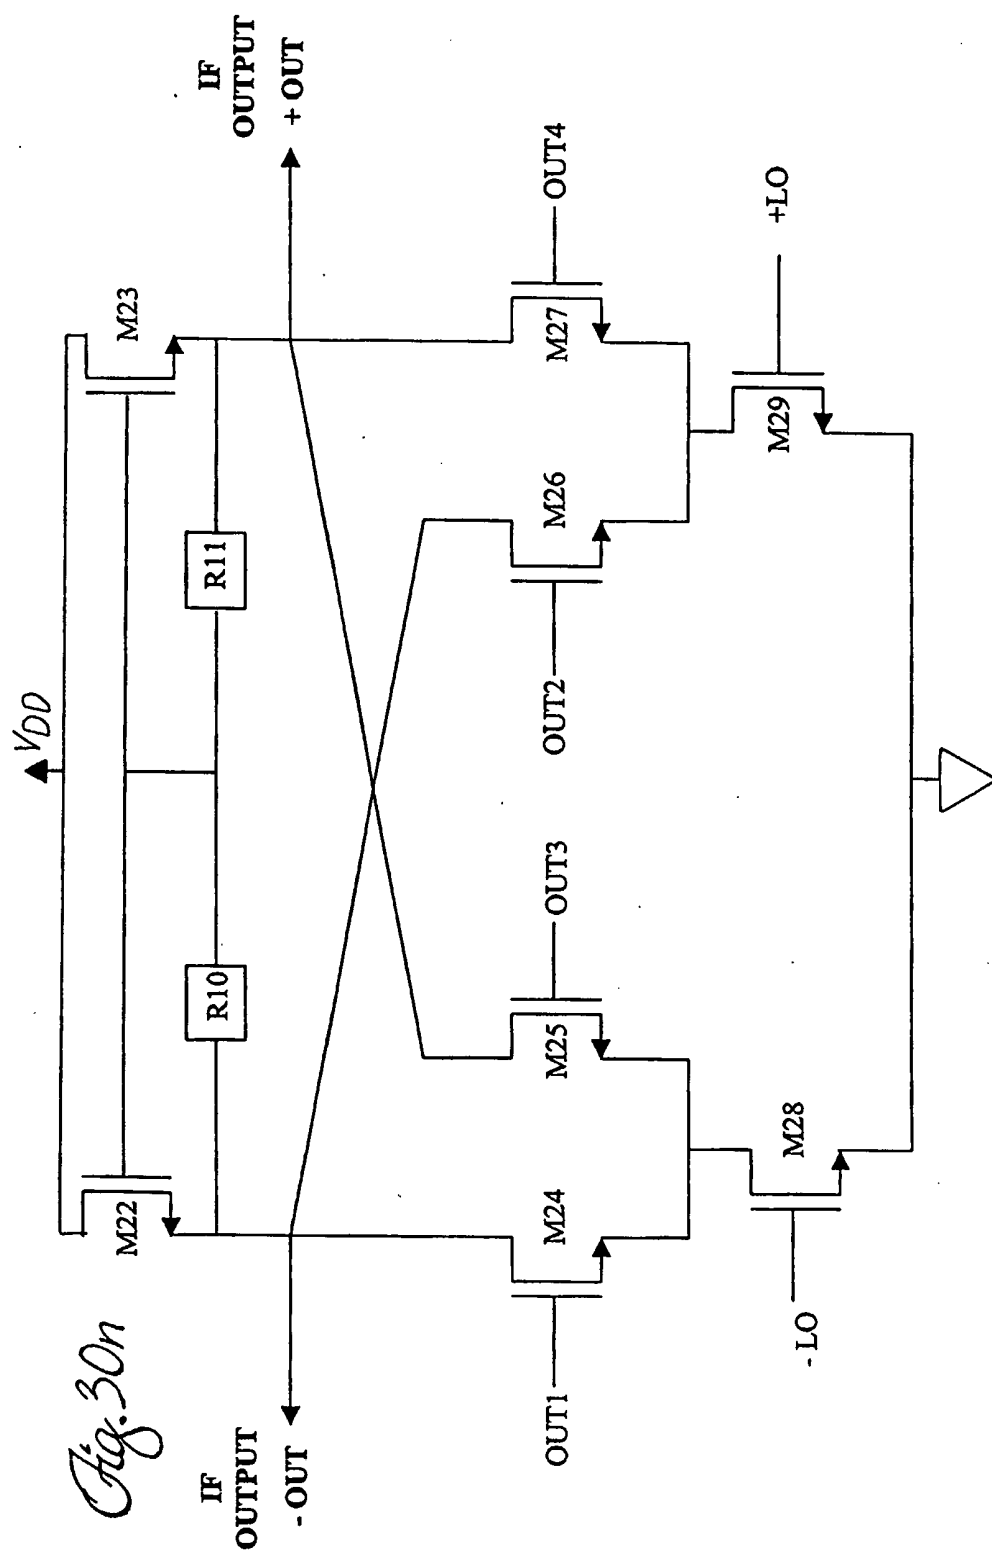 Fig. 30n
VDD
M22
M23
R10
R11
IF
OUTPUT
- OUT
IF
OUTPUT
+ OUT
OUT1
M24
M25
OUT3
OUT2
M26
M27
OUT4
- LO
M28
M29
+LO